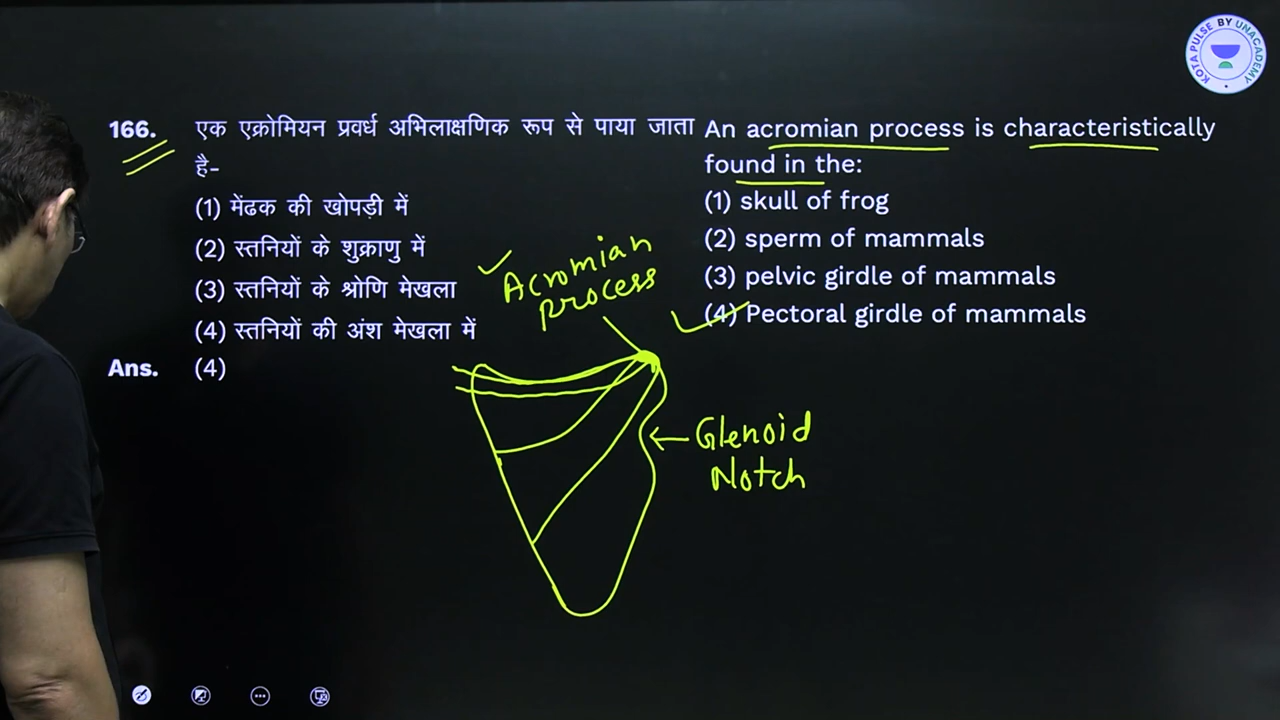 KOTA PULSE BY UNACADEMY
166. एक एक्रोमियन प्रवर्ध अभिलाक्षणिक रूप से पाया जाता
है-
(1) मेंढक की खोपड़ी में
(2) स्तनियों के शुक्राणु में
(3) स्तनियों के श्रोणि मेखला
(4) स्तनियों की अंश मेखला में
Ans. (4)
An acromian process is characteristically
found in the:
(1) skull of frog
(2) sperm of mammals
(3) pelvic girdle of mammals
(4) Pectoral girdle of mammals
Acromian
process
Glenoid
Notch